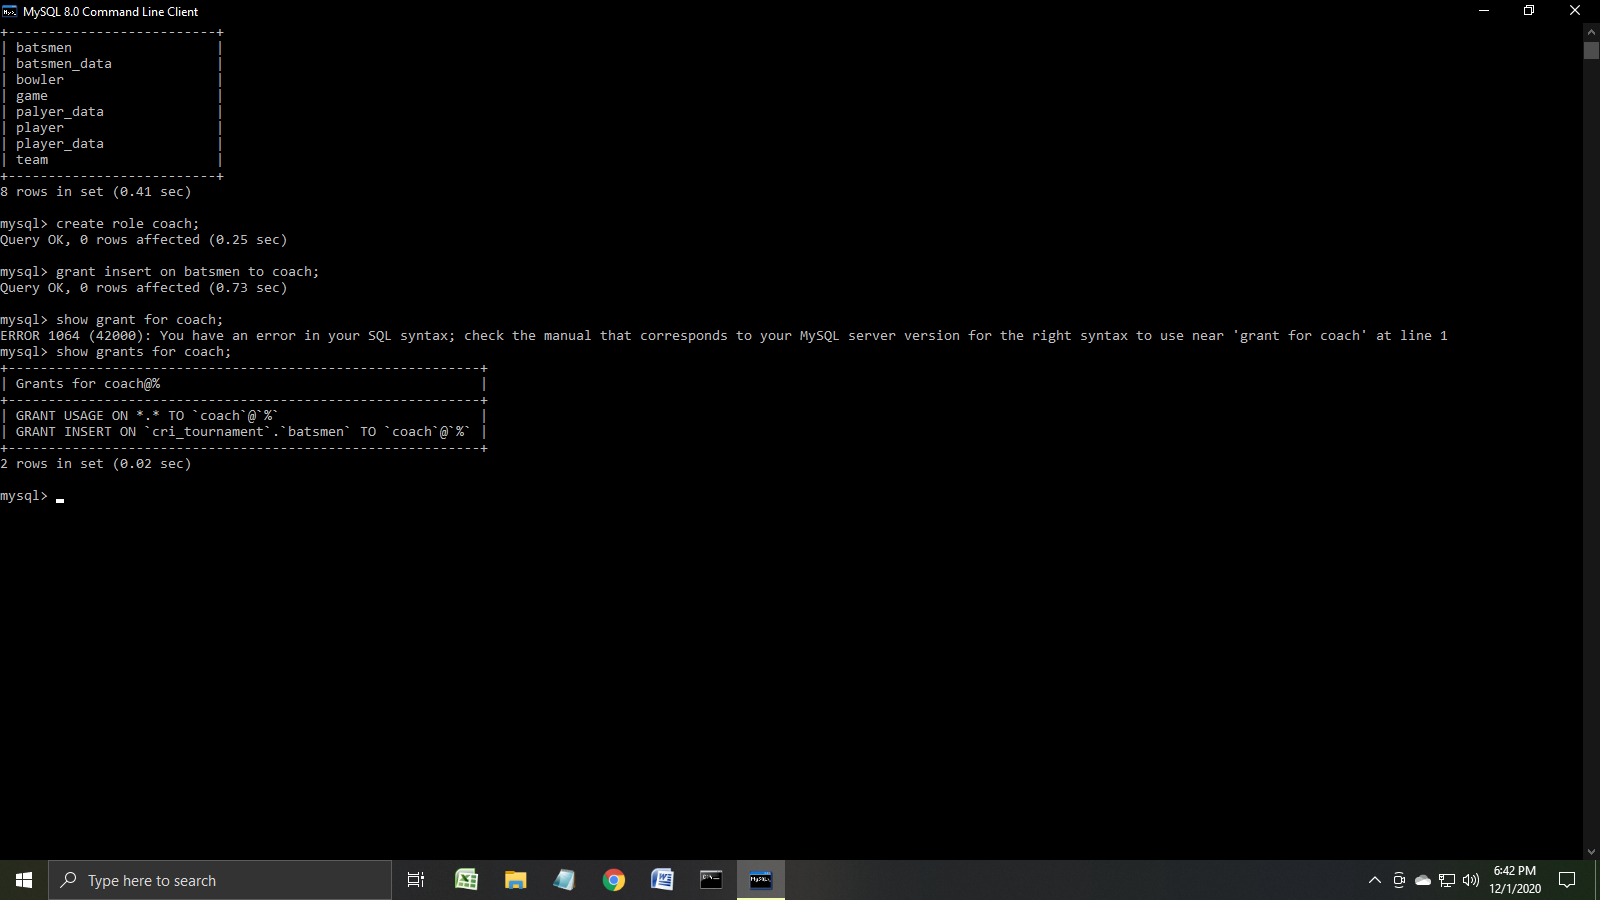 MySQL 8.0 Command Line Client
+--------------------------+
| batsmen                  |
| batsmen_data             |
| bowler                   |
| game                     |
| palyer_data              |
| player                   |
| player_data              |
| team                     |
+--------------------------+
8 rows in set (0.41 sec)
mysql> create role coach;
Query OK, 0 rows affected (0.25 sec)
mysql> grant insert on batsmen to coach;
Query OK, 0 rows affected (0.73 sec)
mysql> show grant for coach;
ERROR 1064 (42000): You have an error in your SQL syntax; check the manual that corresponds to your MySQL server version for the right syntax to use near 'grant for coach' at line 1
mysql> show grants for coach;
+-----------------------------------------------------------+
| Grants for coach@%                                        |
+-----------------------------------------------------------+
| GRANT USAGE ON *.* TO `coach`@`%`                         |
| GRANT INSERT ON `cri_tournament`.`batsmen` TO `coach`@`%` |
+-----------------------------------------------------------+
2 rows in set (0.02 sec)
mysql>
Type here to search
6:42 PM
12/1/2020